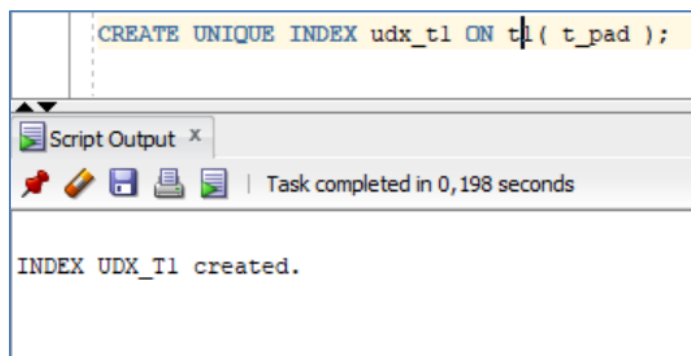 CREATE UNIQUE INDEX udx_t1 ON t1( t_pad );
Script Output x
Task completed in 0,198 seconds
INDEX UDX_T1 created.